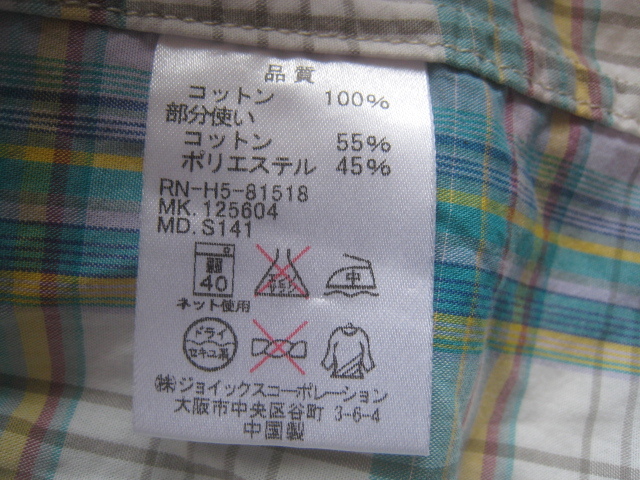 品質
コットン 100%
部分使い
コットン 55%
ポリエステル 45%
RN-H5-81518
MK.125604
MD.S141
40 中
ネット使用
ドライ
セキユ系
㈱ジョイックスコーポレーション
大阪市中央区谷町 3-6-4
中国製